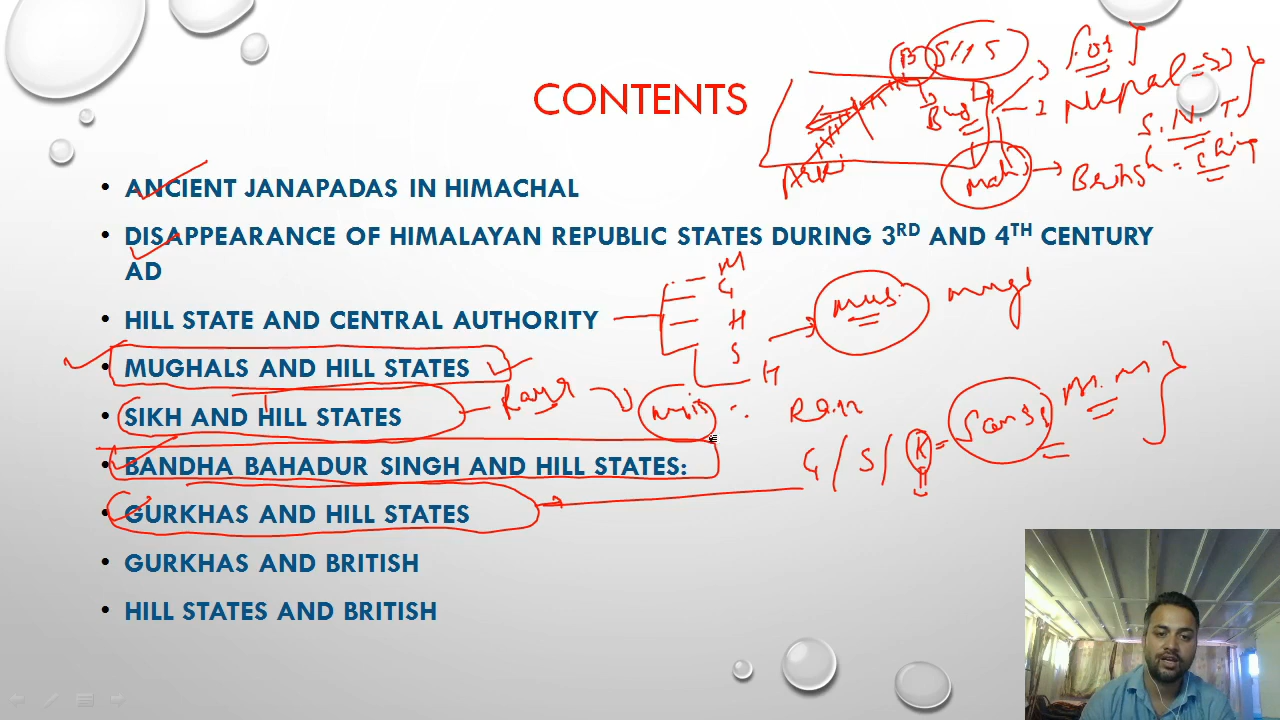 CONTENTS
• ANCIENT JANAPADAS IN HIMACHAL
• DISAPPEARANCE OF HIMALAYAN REPUBLIC STATES DURING 3RD AND 4TH CENTURY
AD
• HILL STATE AND CENTRAL AUTHORITY
• MUGHALS AND HILL STATES
• SIKH AND HILL STATES
• BANDHA BAHADUR SINGH AND HILL STATES:
• GURKHAS AND HILL STATES
• GURKHAS AND BRITISH
• HILL STATES AND BRITISH
Nepal
S. N. T
Arki
British
M
G
H
S
H
mus.
G / S / K